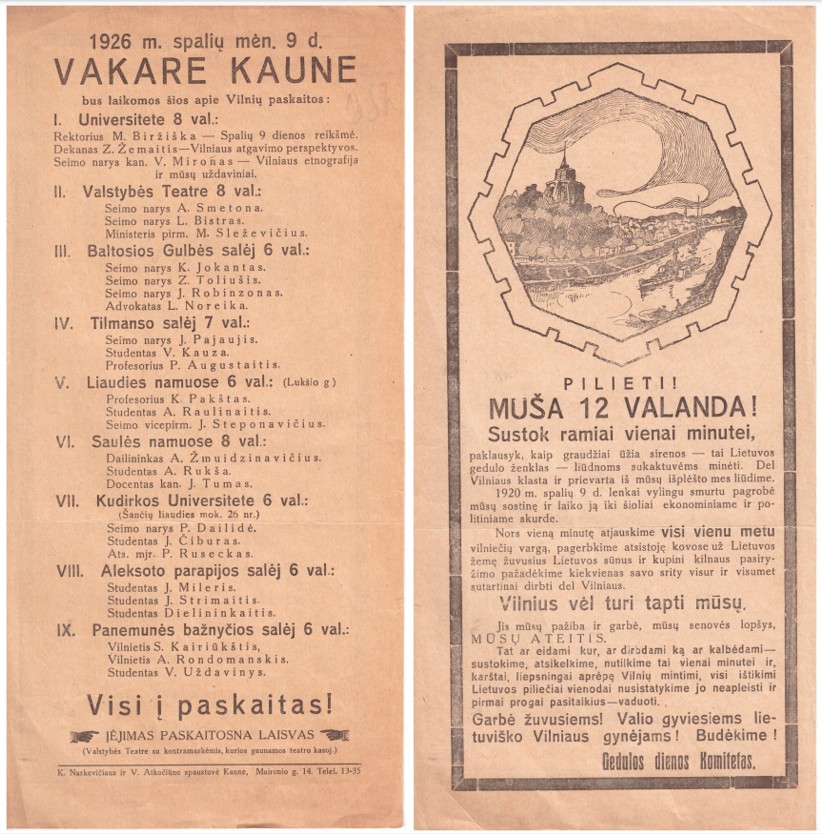 1926 m. spalių mėn. 9 d.
VAKARE KAUNE
bus laikomos šios apie Vilnių paskaitos:
I. Universitete 8 val.:
Rektorius M. Biržiška — Spalių 9 dienos reikšmė.
Dekanas Z. Žemaitis—Vilniaus atgavimo perspektyvos.
Seimo narys kan. V. Mironas — Vilniaus etnografija
ir mūsų uždaviniai.
II. Valstybės Teatre 8 val.:
Seimo narys A. Smetona.
Seimo narys L. Bistras.
Ministeris pirm. M. Sleževičius.
III. Baltosios Gulbės salėj 6 val.:
Seimo narys K. Jokantas.
Seimo narys Z. Toliušis.
Seimo narys J. Robinzonas.
Advokatas L. Noreika.
IV. Tilmanso salėj 7 val.:
Seimo narys J. Pajaujis.
Studentas V. Kauza.
Profesorius P. Augustaitis.
V. Liaudies namuose 6 val.: (Lukšio g)
Profesorius K. Pakštas.
Studentas A. Raulinaitis.
Seimo vicepirm. J. Steponavičius.
VI. Saulės namuose 8 val.:
Dailininkas A. Žmuidzinavičius.
Studentas A. Rukša.
Docentas kan. J. Tumas.
VII. Kudirkos Universitete 6 val.:
(Šančių liaudies mok. 26 nr.)
Seimo narys P. Dailidė.
Studentas J. Čiburas.
Ats. mjr. P. Ruseckas.
VIII. Aleksoto parapijos salėj 6 val.:
Studentas J. Mileris.
Studentas J. Strimaitis.
Studentas Dielininkaitis.
IX. Panemunės bažnyčios salėj 6 val.:
Vilnietis S. Kairiūkštis,
Vilnietis A. Rondomanskis.
Studentas V. Uždavinys.
Visi į paskaitas!
ĮĖJIMAS PASKAITOSNA LAISVAS
(Valstybės Teatre su kontramarkėmis, kurios gaunamos teatro kasoj.)
K. Narkevičiaus ir V. Atkočiūno spaustuvė Kaune, Maironio g. 14. Telef. 13-35
PILIETI!
MUŠA 12 VALANDA!
Sustok ramiai vienai minutei,
paklausyk, kaip graudžiai ūžia sirenos — tai Lietuvos
gedulo ženklas — liūdnoms sukaktuvėms minėti. Del
Vilniaus klasta ir prievarta iš mūsų išplėšto mes liūdime.
1920 m. spalių 9 d. lenkai vylingu smurtu pagrobė
mūsų sostinę ir laiko ją iki šioliai ekonominiame ir po-
litiniame skurde.
Nors vieną minutę atjauskime visi vienu metu
vilniečių vargą, pagerbkime atsistoję kovose už Lietuvos
žemę žuvusius Lietuvos sūnus ir kupini kilnaus pasiry-
žimo pažadėkime kiekvienas savo srity visur ir visumet
sutartinai dirbti del Vilniaus.
Vilnius vėl turi tapti mūsų.
Jis mūsų pažiba ir garbė, mūsų senovės lopšys,
MŪSŲ ATEITIS.
Tat ar eidami kur, ar dirbdami ką ar kalbėdami—
sustokime, atsikelkime, nutilkime tai vienai minutei ir,
karštai, liepsningai aprėpę Vilnių mintimi, visi ištikimi
Lietuvos piliečiai vienodai nusistatykime jo neapleisti ir
pirmai progai pasitaikius—vaduoti.
Garbė žuvusiems! Valio gyviesiems lie-
tuviško Vilniaus gynėjams! Budėkime!
Gedulos dienos Komitetas.